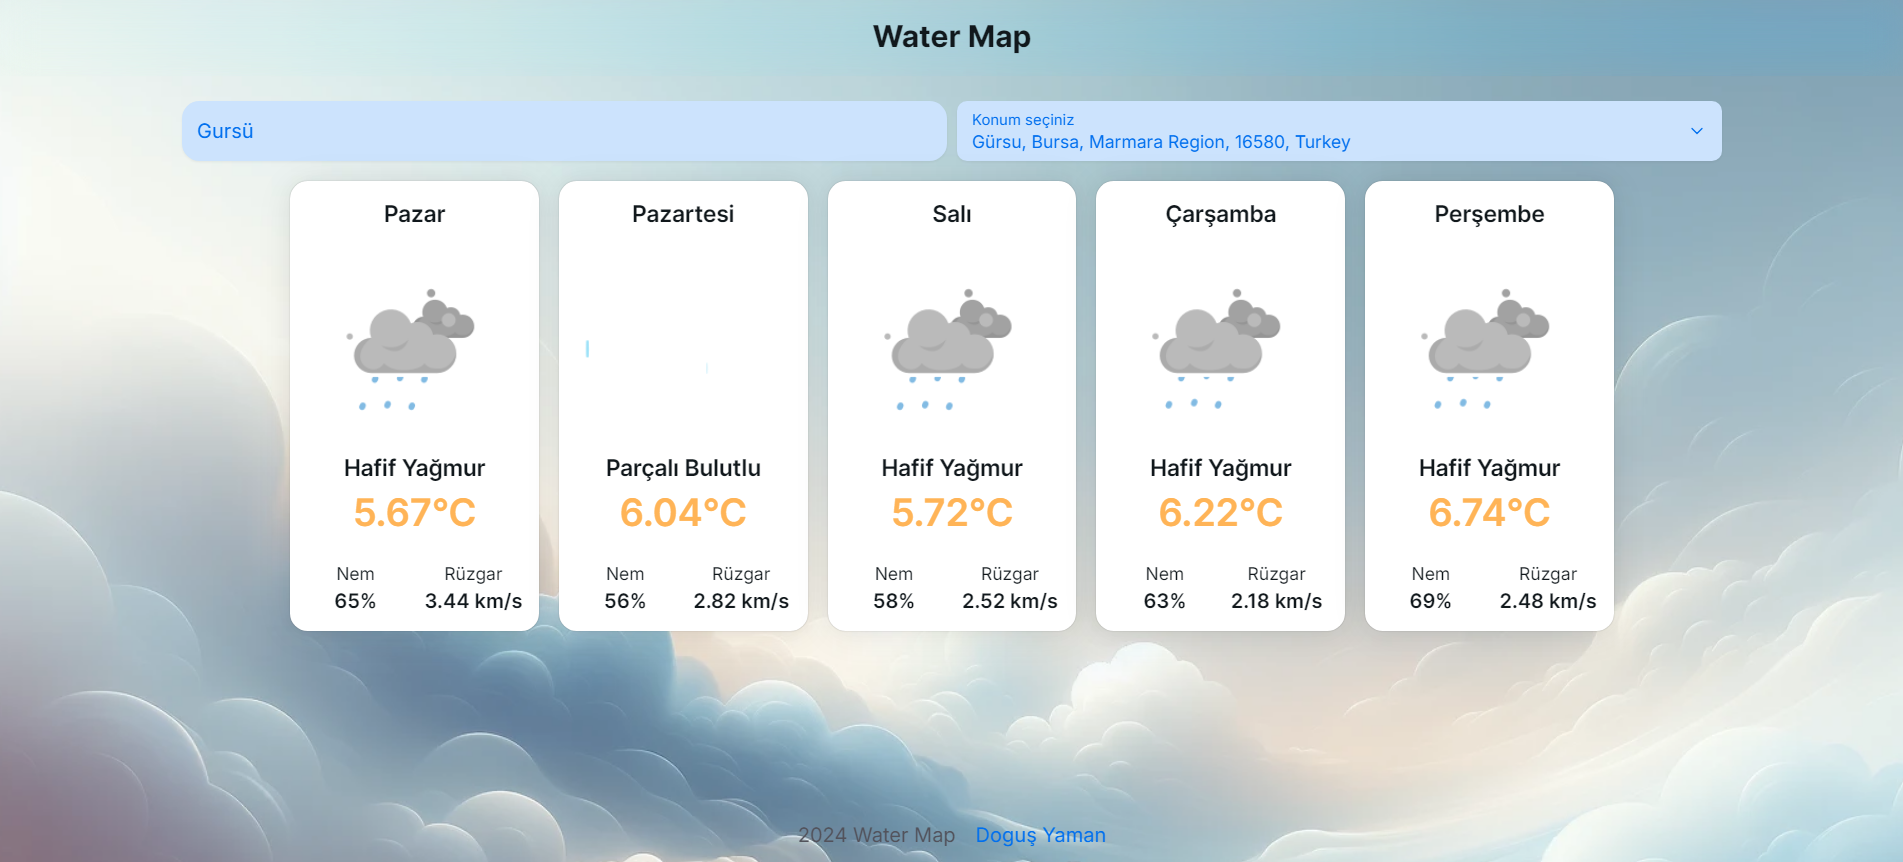 Water Map
Gursü
Konum seçiniz
Gürsu, Bursa, Marmara Region, 16580, Turkey
Pazar
Hafif Yağmur
5.67°C
Nem Rüzgar
65% 3.44 km/s
Pazartesi
Parçalı Bulutlu
6.04°C
Nem Rüzgar
56% 2.82 km/s
Salı
Hafif Yağmur
5.72°C
Nem Rüzgar
58% 2.52 km/s
Çarşamba
Hafif Yağmur
6.22°C
Nem Rüzgar
63% 2.18 km/s
Perşembe
Hafif Yağmur
6.74°C
Nem Rüzgar
69% 2.48 km/s
2024 Water Map Doguş Yaman